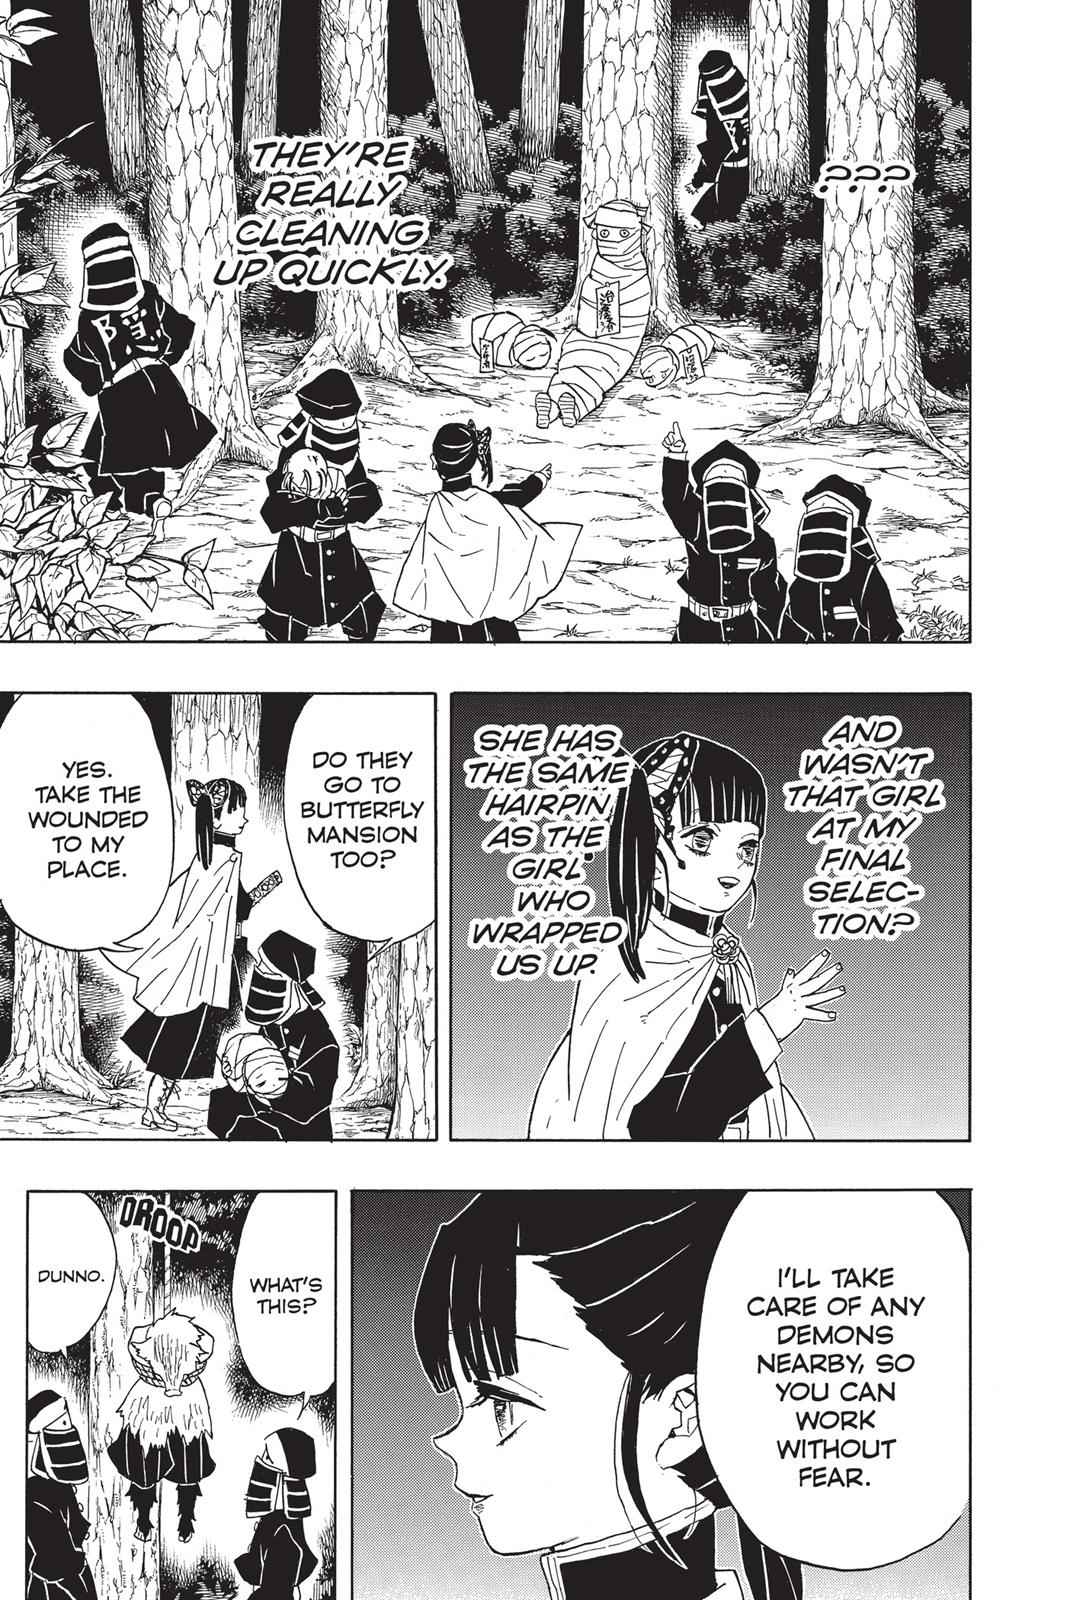 ???
THEY'RE
REALLY
CLEANING
UP QUICKLY.
治療済
AND
WASN'T
THAT GIRL
AT MY
FINAL
SELEC-
TION?
SHE HAS
THE SAME
HAIRPIN
AS THE
GIRL
WHO
WRAPPED
US UP.
DO THEY
GO TO
BUTTERFLY
MANSION
TOO?
YES.
TAKE THE
WOUNDED
TO MY
PLACE.
I'LL TAKE
CARE OF ANY
DEMONS
NEARBY, SO
YOU CAN
WORK
WITHOUT
FEAR.
WHAT'S
THIS?
DROOP
DUNNO.